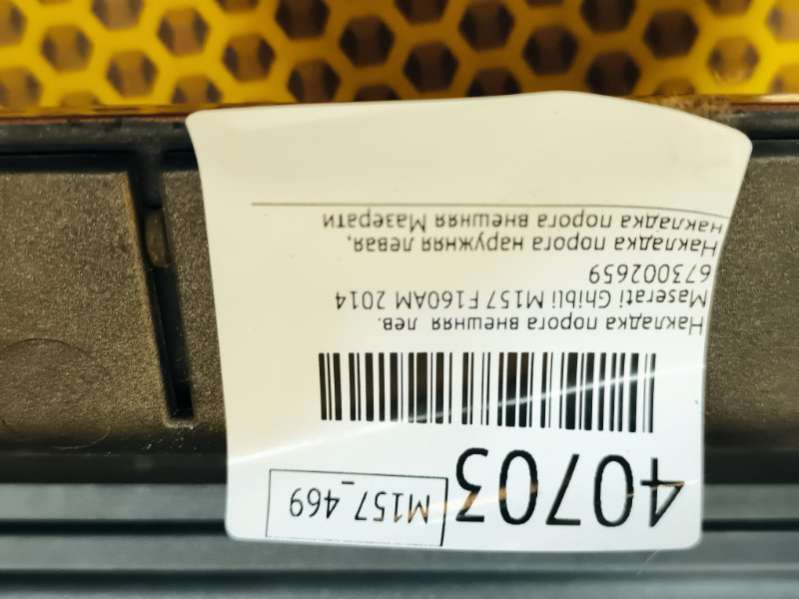 40703
M157_469
Накладка порога внешняя лев.
Maserati Ghibli M157 F160AM 2014
673002659
Накладка порога наружняя левая,
накладка порога внешняя Мазерати